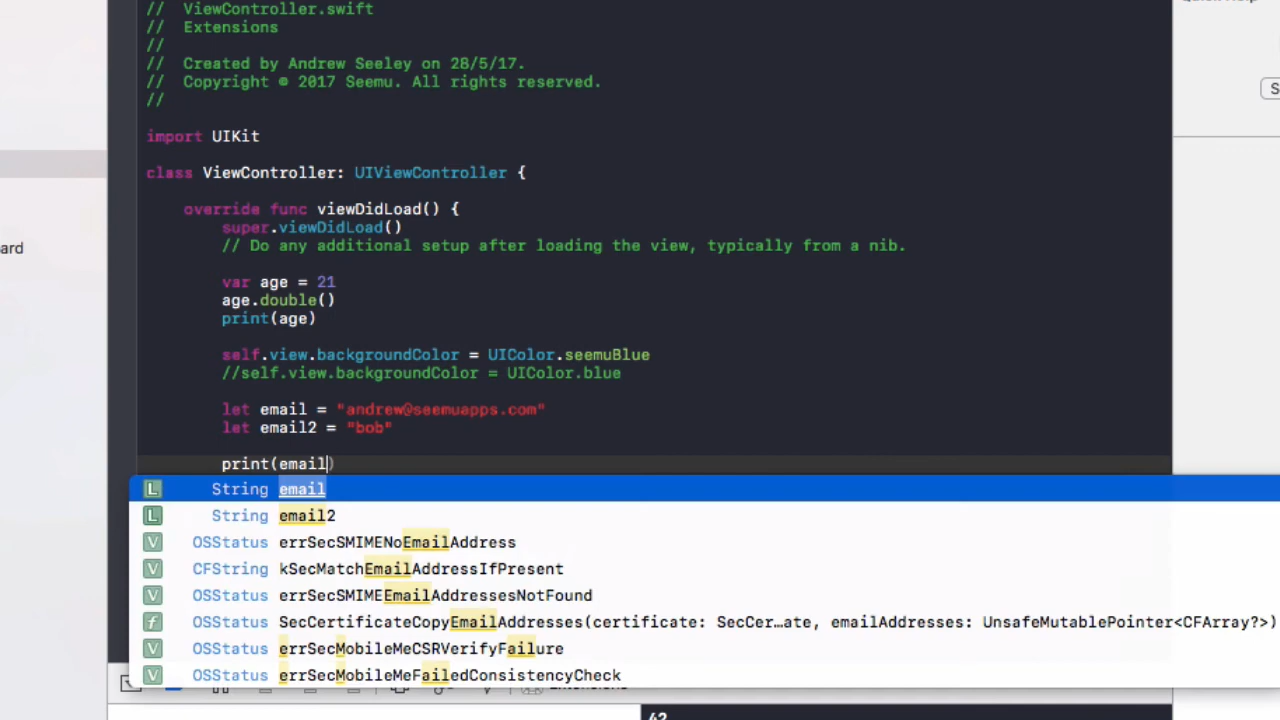 //  ViewController.swift
//  Extensions
//
//  Created by Andrew Seeley on 28/5/17.
//  Copyright © 2017 Seemu. All rights reserved.
//
import UIKit
class ViewController: UIViewController {
override func viewDidLoad() {
super.viewDidLoad()
// Do any additional setup after loading the view, typically from a nib.
var age = 21
age.double()
print(age)
self.view.backgroundColor = UIColor.seemuBlue
//self.view.backgroundColor = UIColor.blue
let email = "andrew@seemuapps.com"
let email2 = "bob"
print(email)
L String email
L String email2
V OSStatus errSecSMIMENoEmailAddress
V CFString kSecMatchEmailAddressIfPresent
V OSStatus errSecSMIMEEmailAddressesNotFound
f OSStatus SecCertificateCopyEmailAddresses(certificate: SecCer…ate, emailAddresses: UnsafeMutablePointer<CFArray?>)
V OSStatus errSecMobileMeCSRVerifyFailure
V OSStatus errSecMobileMeFailedConsistencyCheck
ard
42